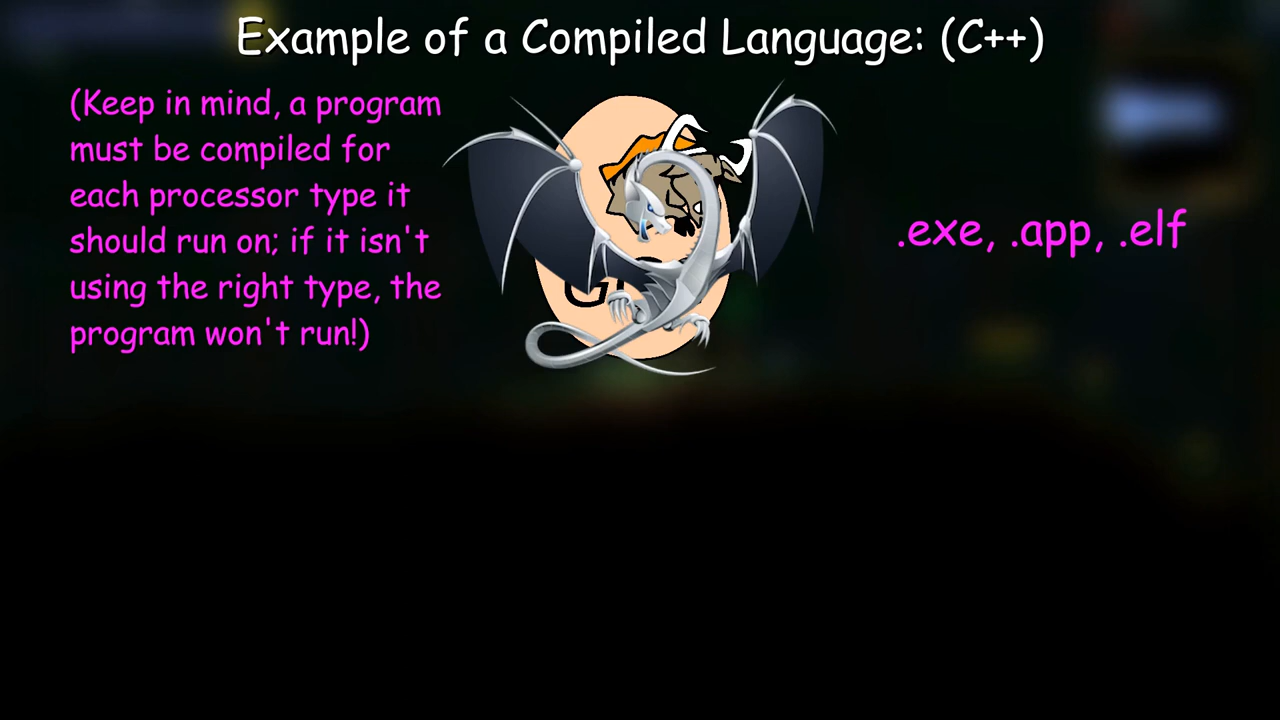 Example of a Compiled Language: (C++)
(Keep in mind, a program
must be compiled for
each processor type it
should run on; if it isn't
using the right type, the
program won't run!)
.exe, .app, .elf